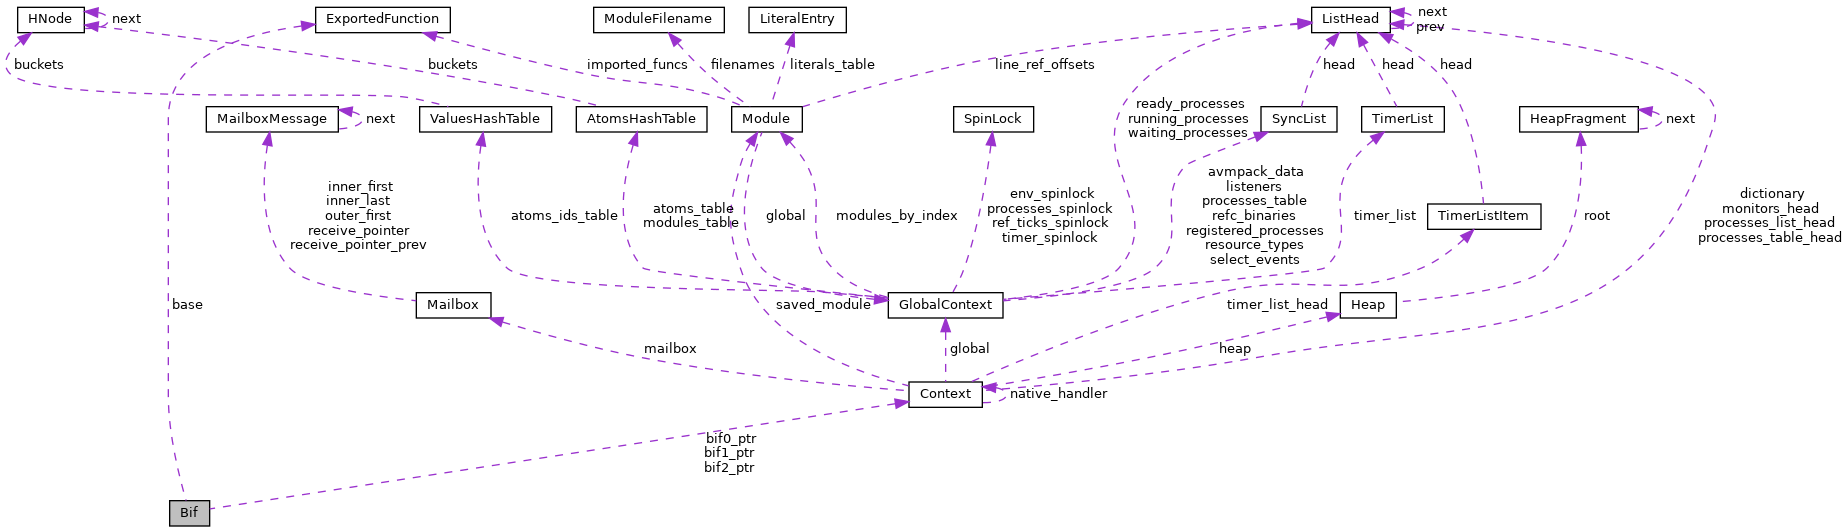 HNode
next
ExportedFunction
ModuleFilename
LiteralEntry
ListHead
next
prev
buckets
buckets
imported_funcs
filenames
literals_table
line_ref_offsets
head
head
head
MailboxMessage
next
ValuesHashTable
AtomsHashTable
Module
SpinLock
ready_processes
running_processes
waiting_processes
SyncList
TimerList
HeapFragment
next
inner_first
inner_last
outer_first
receive_pointer
receive_pointer_prev
atoms_ids_table
atoms_table
modules_table
global
modules_by_index
env_spinlock
processes_spinlock
ref_ticks_spinlock
timer_spinlock
avmpack_data
listeners
processes_table
refc_binaries
registered_processes
resource_types
select_events
timer_list
TimerListItem
root
dictionary
monitors_head
processes_list_head
processes_table_head
base
Mailbox
saved_module
GlobalContext
timer_list_head
Heap
mailbox
global
heap
Context
native_handler
bif0_ptr
bif1_ptr
bif2_ptr
Bif